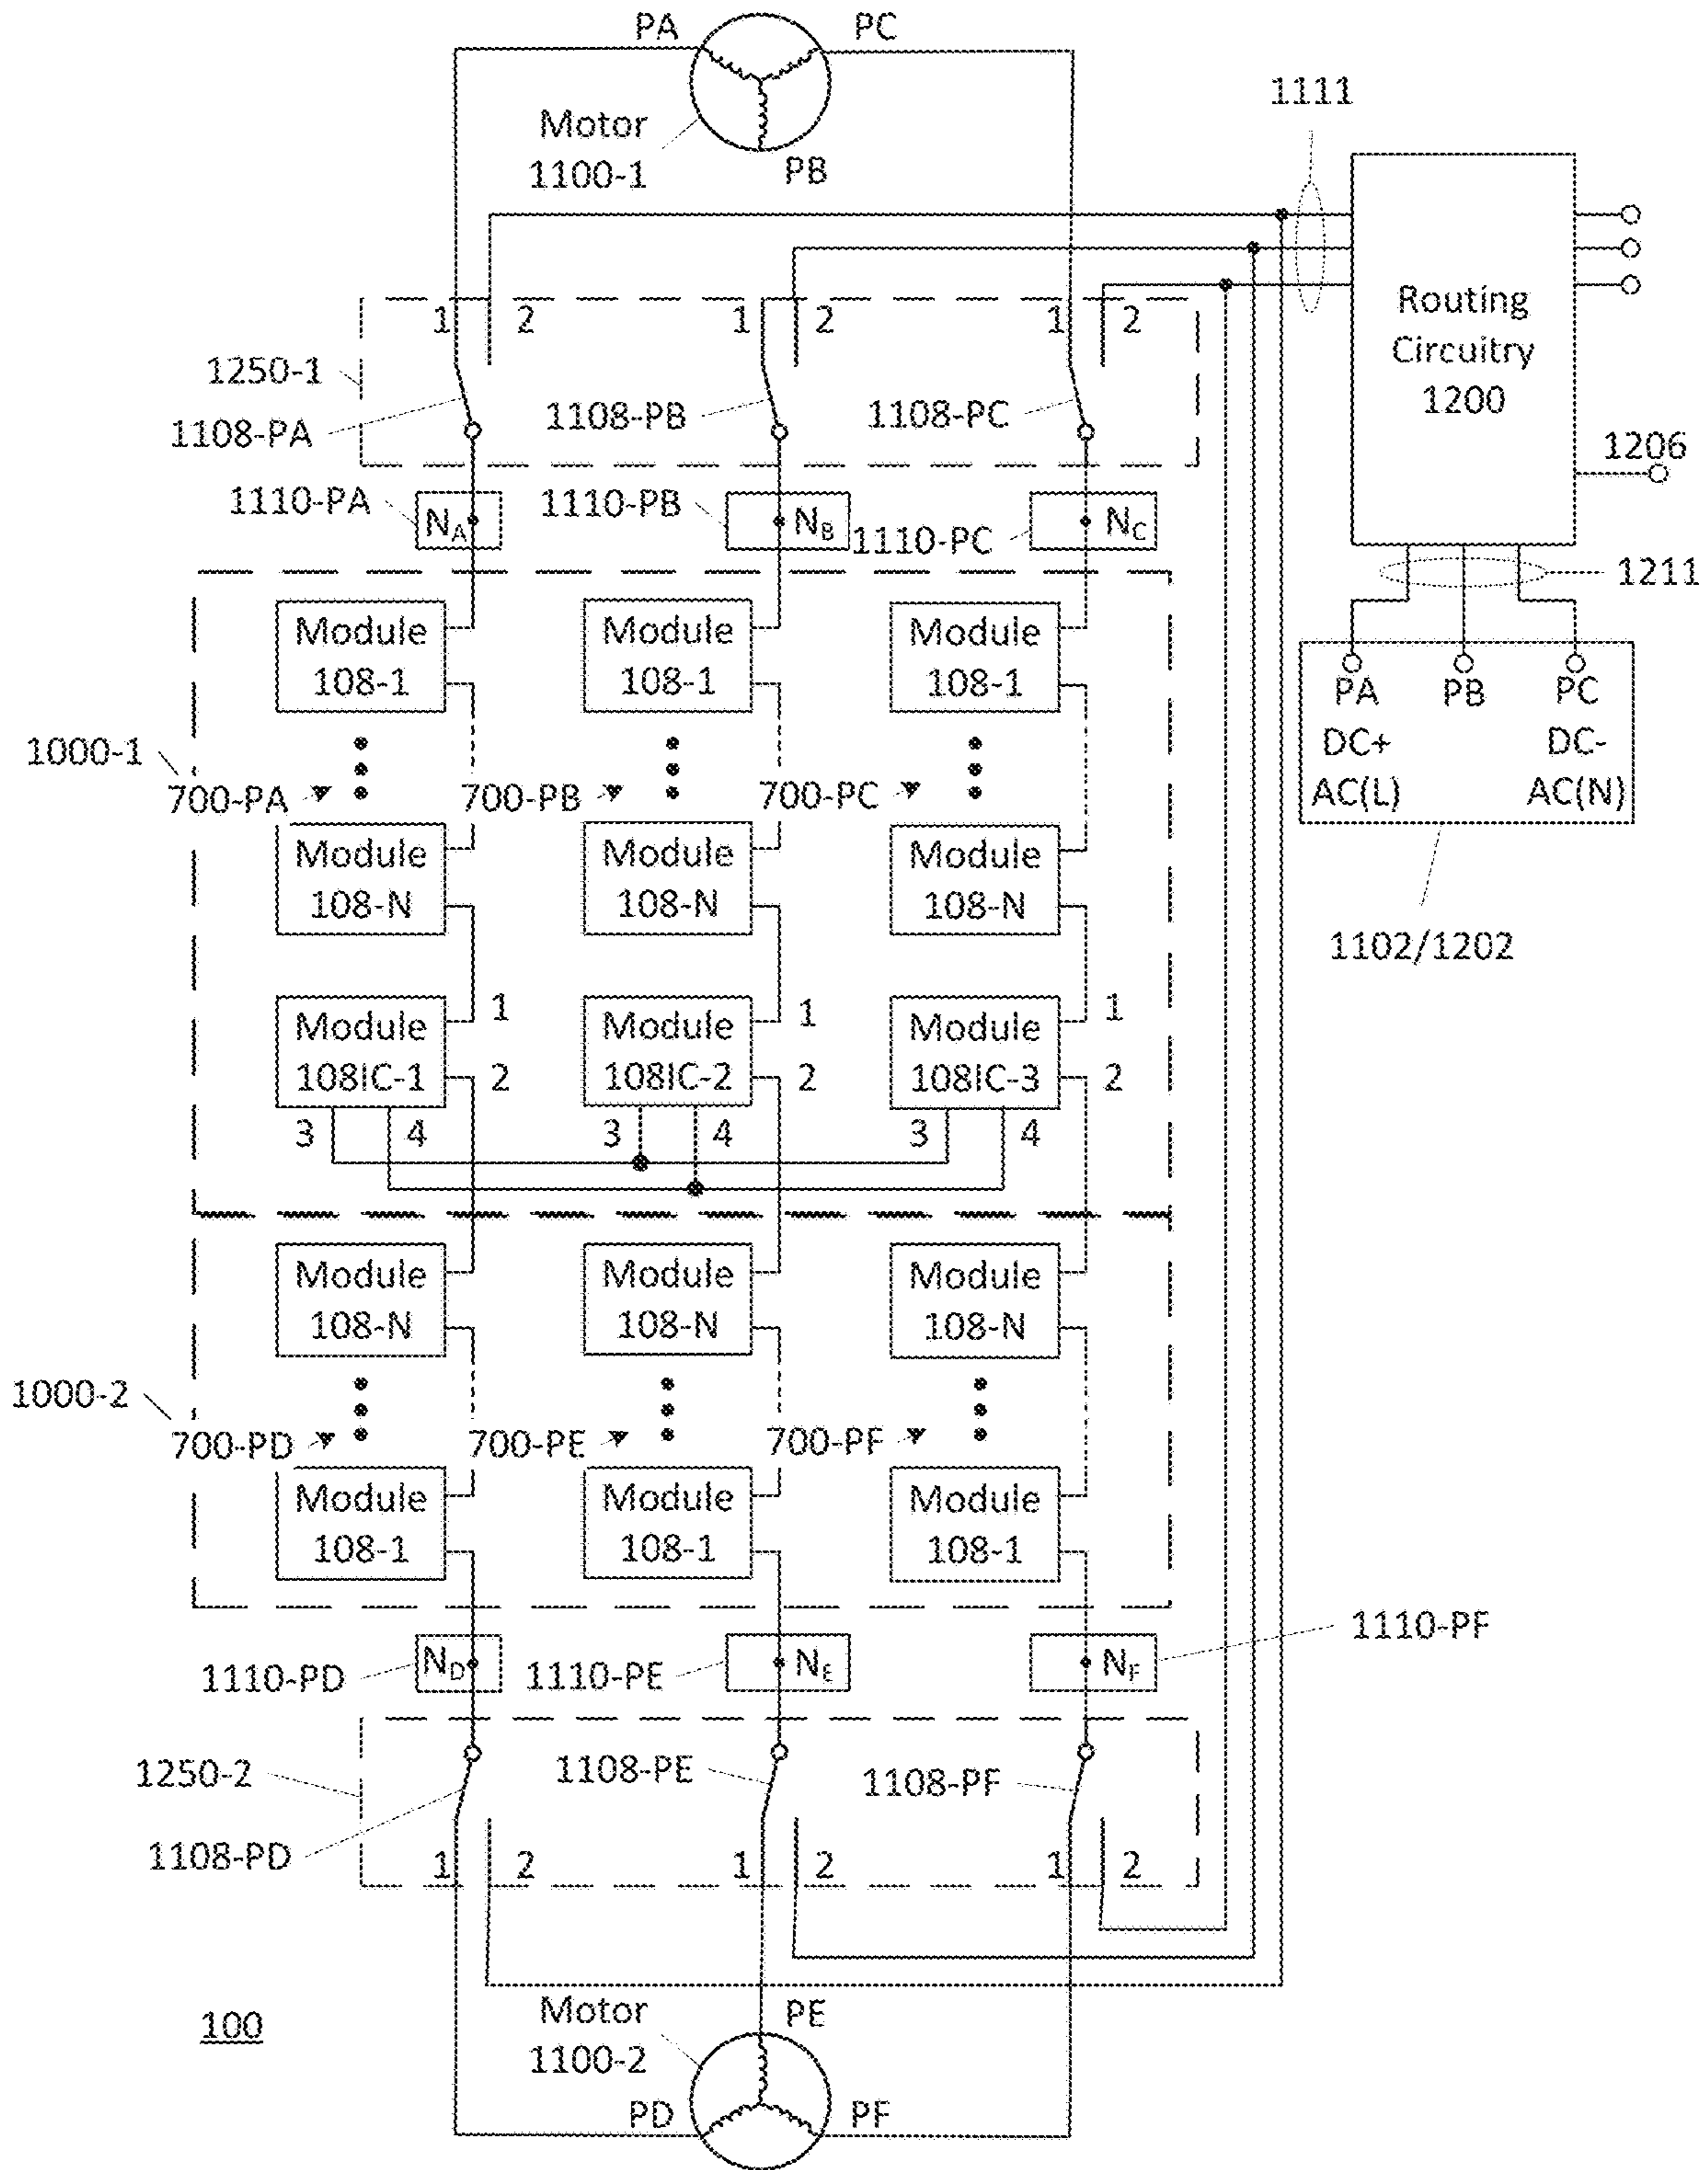 PA PC
1111
Motor
1100-1
PB
Routing
Circuitry
1200
1 2 1 2 1 2
1250-1
1108-PA
1108-PB
1108-PC
1206
1110-PA
1110-PB
1110-PC
NA
NB
NC
1211
Module
108-1
Module
108-1
Module
108-1
PA PB PC
DC+ DC-
AC(L) AC(N)
1000-1
700-PA
700-PB
700-PC
Module
108-N
Module
108-N
Module
108-N
1102/1202
Module
108IC-1
1
2
3 4
Module
108IC-2
1
2
3 4
Module
108IC-3
1
2
3 4
Module
108-N
Module
108-N
Module
108-N
1000-2
700-PD
700-PE
700-PF
Module
108-1
Module
108-1
Module
108-1
1110-PD
1110-PE
1110-PF
ND
NE
NF
1250-2
1108-PD
1108-PE
1108-PF
1 2 1 2 1 2
100
Motor
1100-2
PE
PD PF